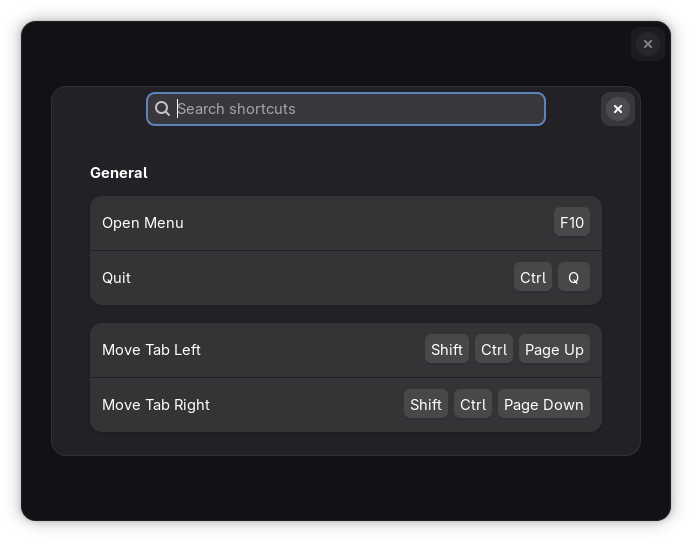 Search shortcuts
General
Open Menu F10
Quit Ctrl Q
Move Tab Left Shift Ctrl Page Up
Move Tab Right Shift Ctrl Page Down